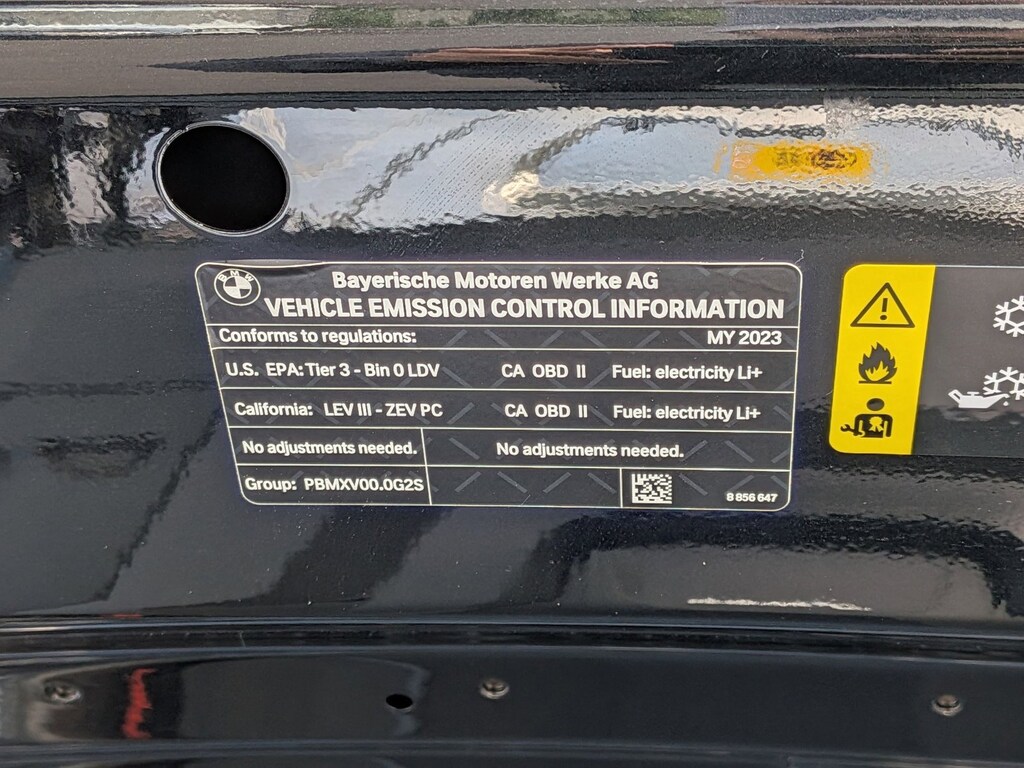 BMW
Bayerische Motoren Werke AG
VEHICLE EMISSION CONTROL INFORMATION
Conforms to regulations: MY 2023
U.S. EPA: Tier 3 - Bin 0 LDV CA OBD II Fuel: electricity Li+
California: LEV III - ZEV PC CA OBD II Fuel: electricity Li+
No adjustments needed. No adjustments needed.
Group: PBMXV00.0G2S 8 856 647